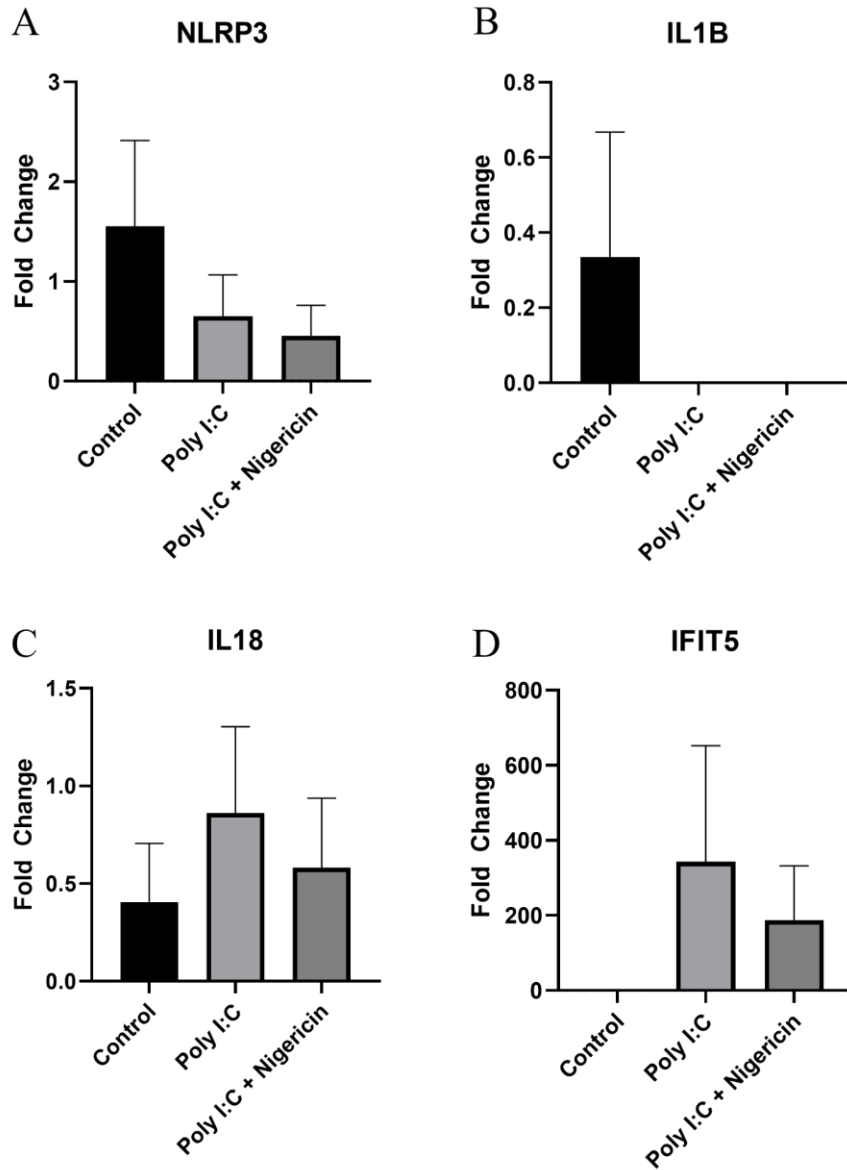 A
NLRP3
Fold Change
3
2
1
0
Control
Poly I:C
Poly I:C + Nigericin
B
IL1B
Fold Change
0.8
0.6
0.4
0.2
0.0
Control
Poly I:C
Poly I:C + Nigericin
C
IL18
Fold Change
1.5
1.0
0.5
0.0
Control
Poly I:C
Poly I:C + Nigericin
D
IFIT5
Fold Change
800
600
400
200
0
Control
Poly I:C
Poly I:C + Nigericin